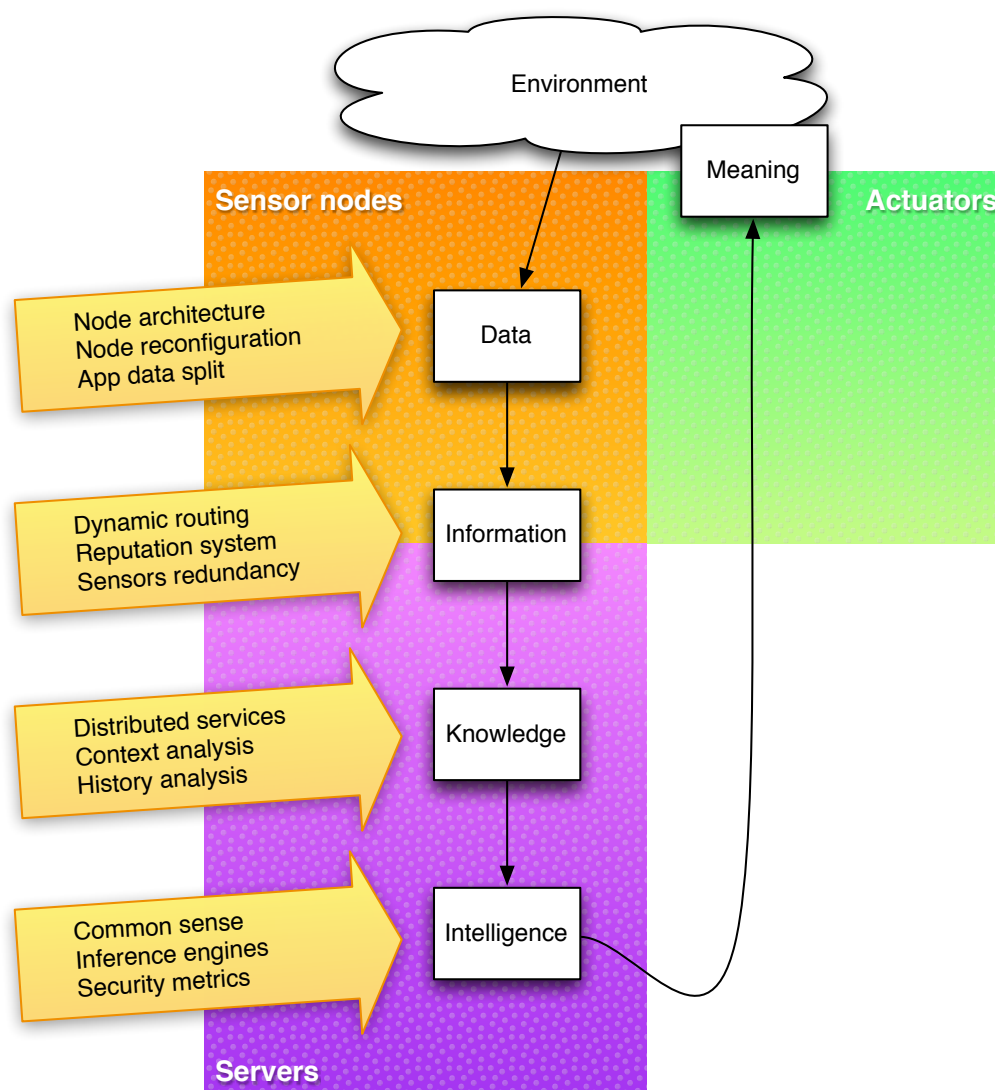 Environment
Meaning
Sensor nodes
Actuators
Node architecture
Node reconfiguration
App data split
Data
Dynamic routing
Reputation system
Sensors redundancy
Information
Distributed services
Context analysis
History analysis
Knowledge
Common sense
Inference engines
Security metrics
Intelligence
Servers